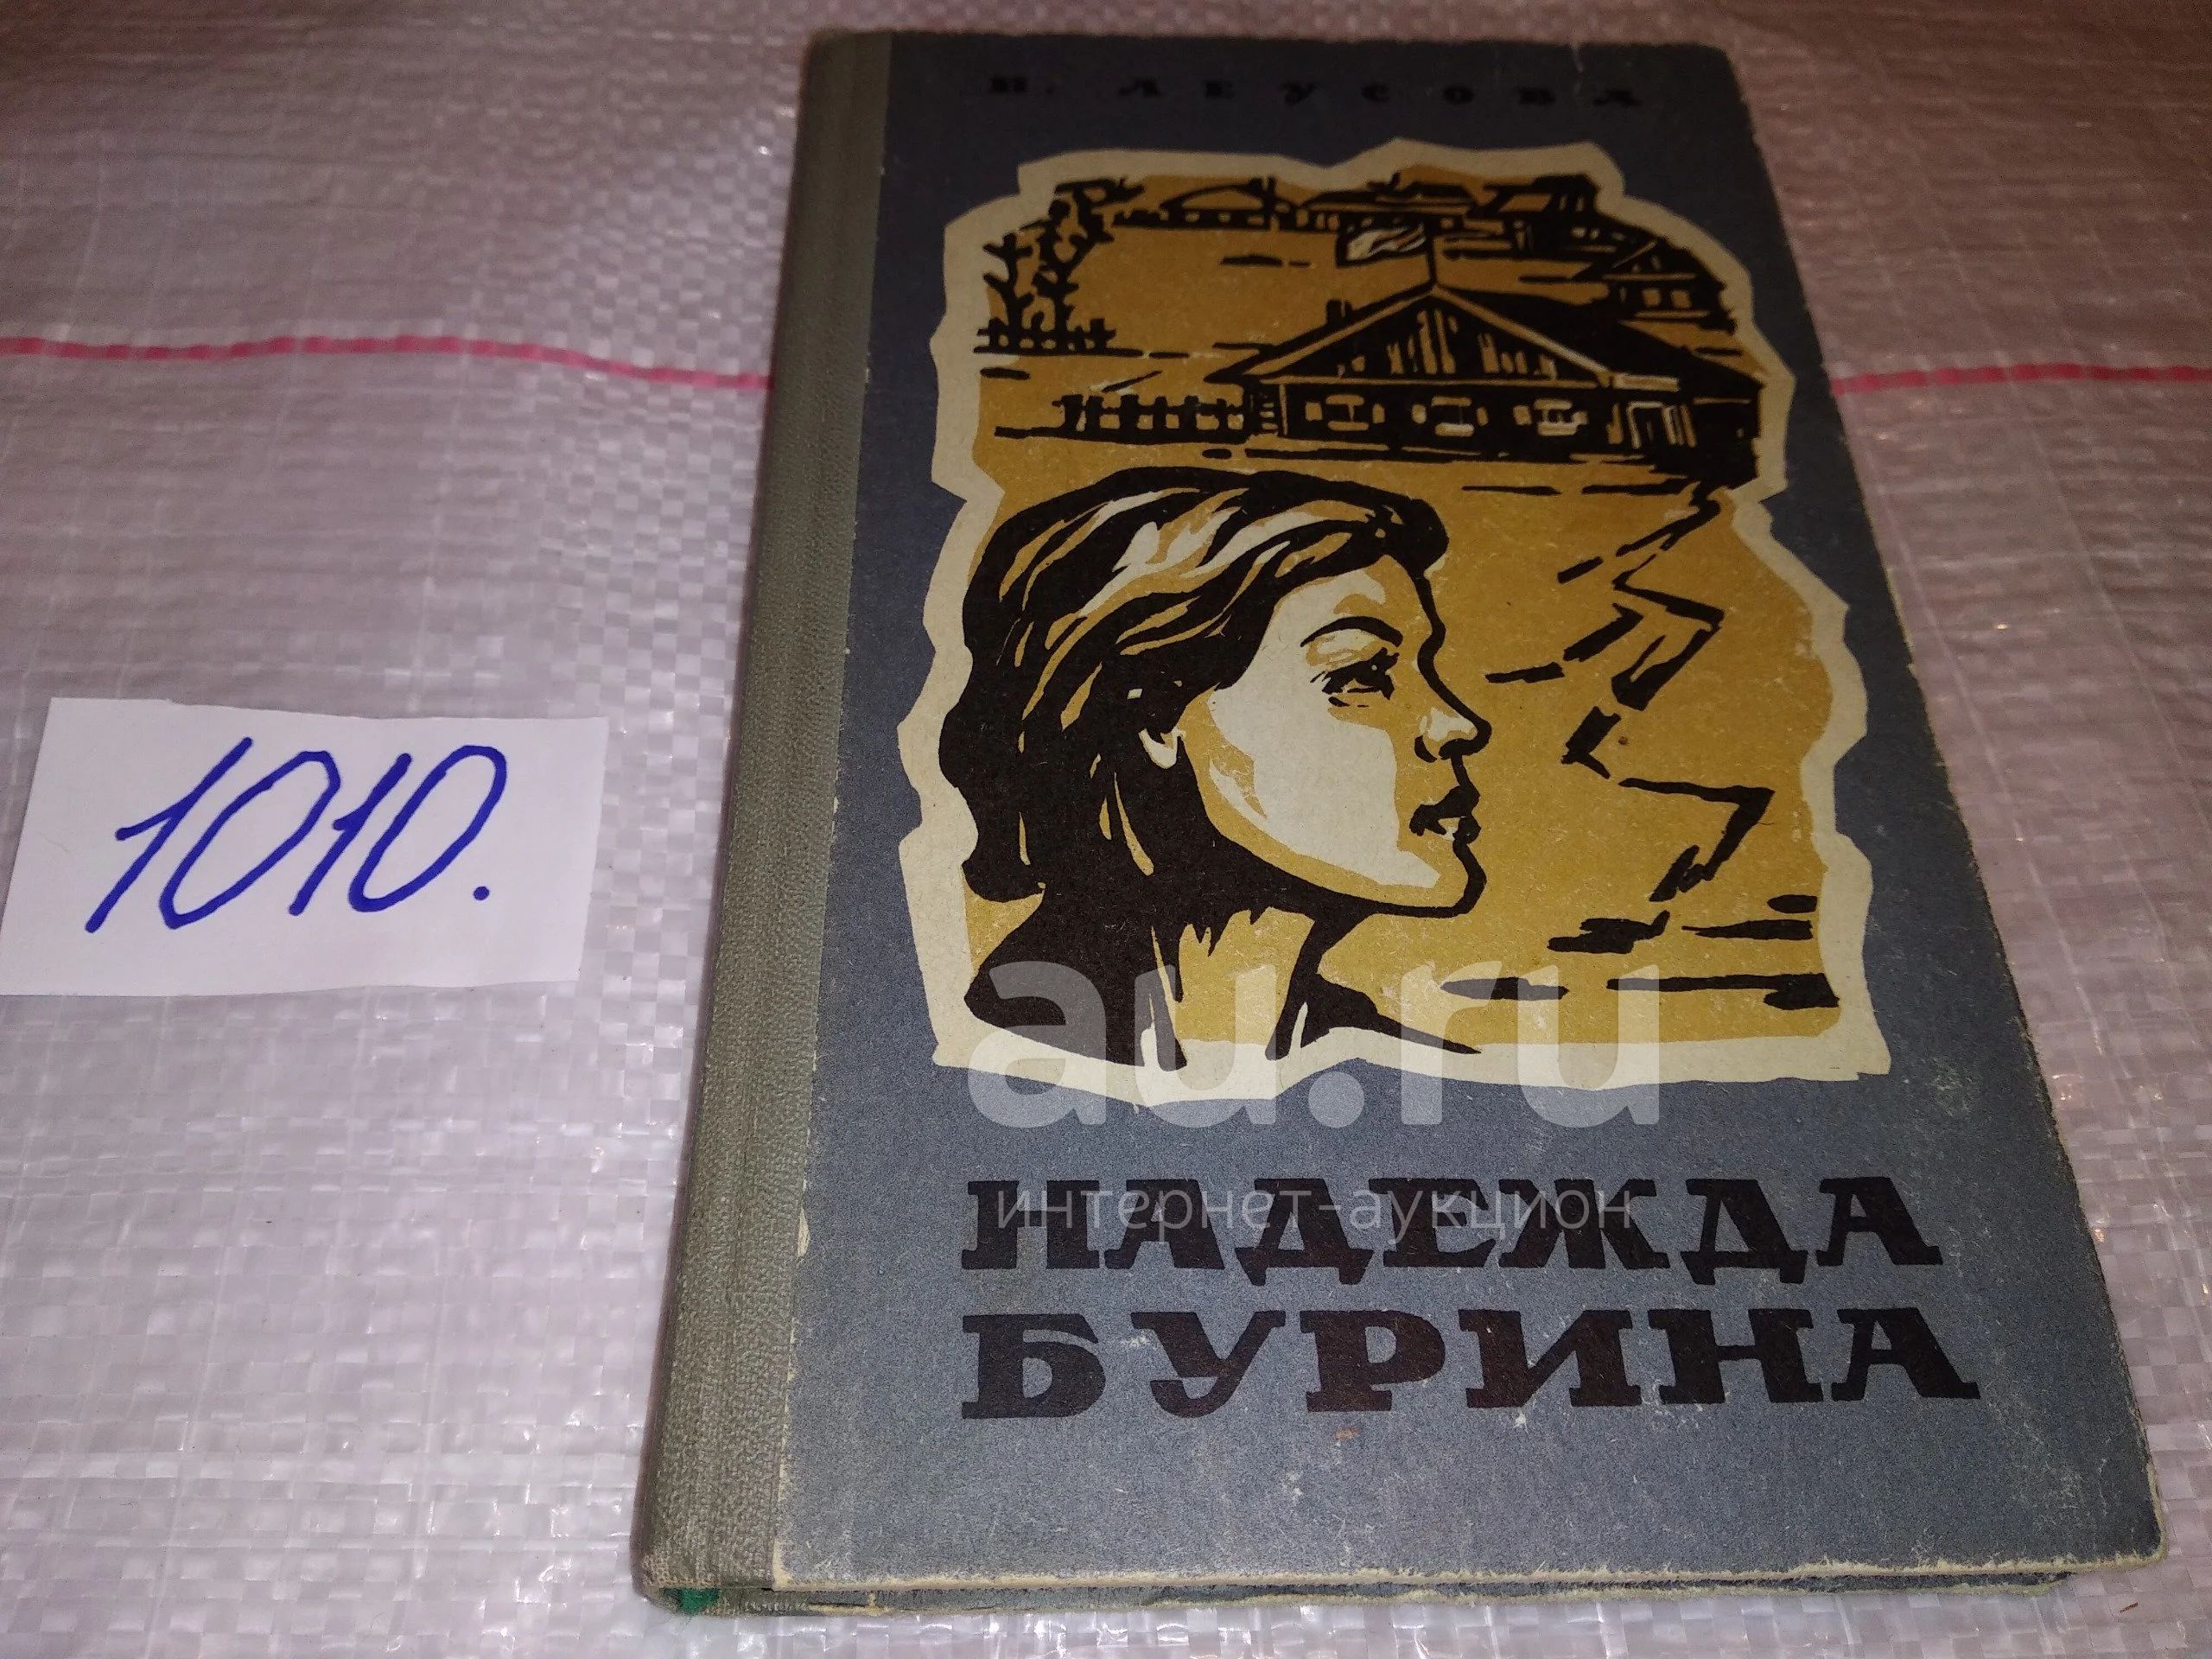 Н. ЛЕУСОВА
1010.
au.ru
интернет-аукцион
НАДЕЖДА
БУРИНА